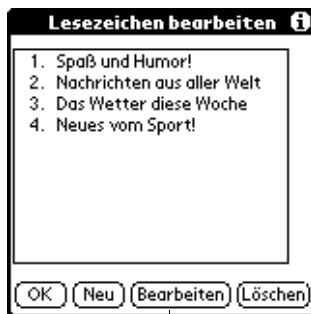 Lesezeichen bearbeiten i
1. Spaß und Humor!
2. Nachrichten aus aller Welt
3. Das Wetter diese Woche
4. Neues vom Sport!
OK Neu Bearbeiten Löschen